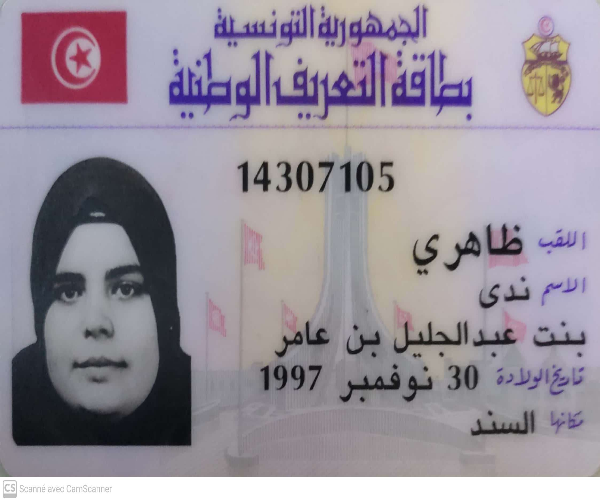 الجمهورية التونسية
بطاقة التعريف الوطنية
14307105
اللقب ظاهري
الاسم ندى
بنت عبدالجليل بن عامر
تاريخ الولادة 30 نوفمبر 1997
مكانها السند
CS Scanné avec CamScanner